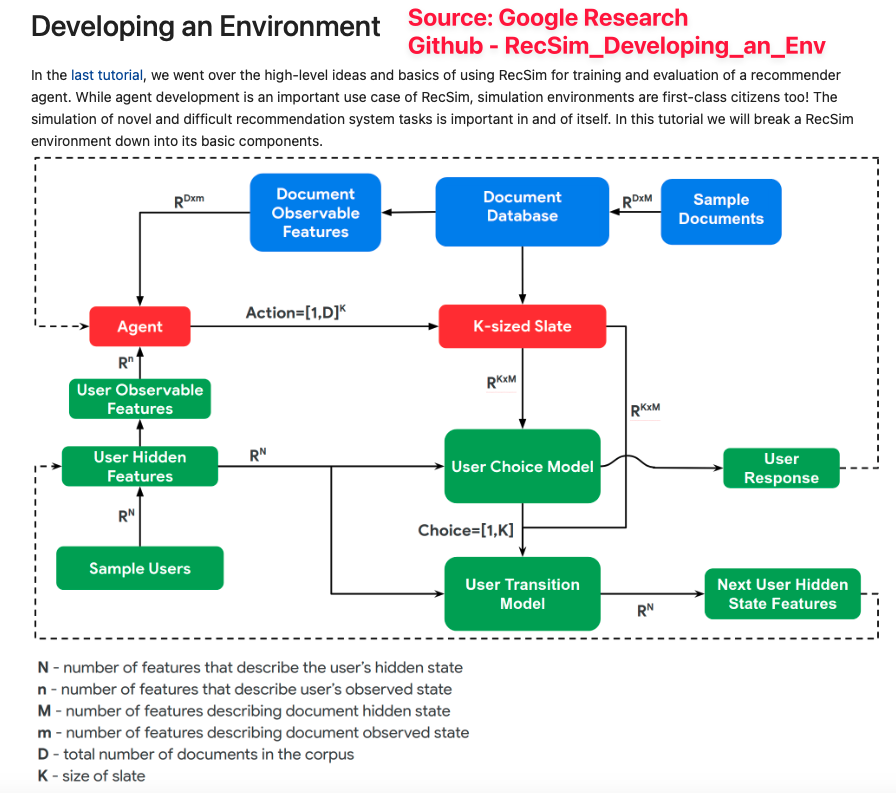 Developing an Environment
Source: Google Research
Github - RecSim_Developing_an_Env
In the last tutorial, we went over the high-level ideas and basics of using RecSim for training and evaluation of a recommender
agent. While agent development is an important use case of RecSim, simulation environments are first-class citizens too! The
simulation of novel and difficult recommendation system tasks is important in and of itself. In this tutorial we will break a RecSim
environment down into its basic components.
R^Dxm
Document
Observable
Features
Document
Database
R^DxM
Sample
Documents
Agent
Action=[1,D]^K
K-sized Slate
R^n
User Observable
Features
R^KxM
R^KxM
User Hidden
Features
R^N
User Choice Model
User
Response
R^N
Choice=[1,K]
Sample Users
User Transition
Model
R^N
Next User Hidden
State Features
N - number of features that describe the user's hidden state
n - number of features that describe user's observed state
M - number of features describing document hidden state
m - number of features describing document observed state
D - total number of documents in the corpus
K - size of slate